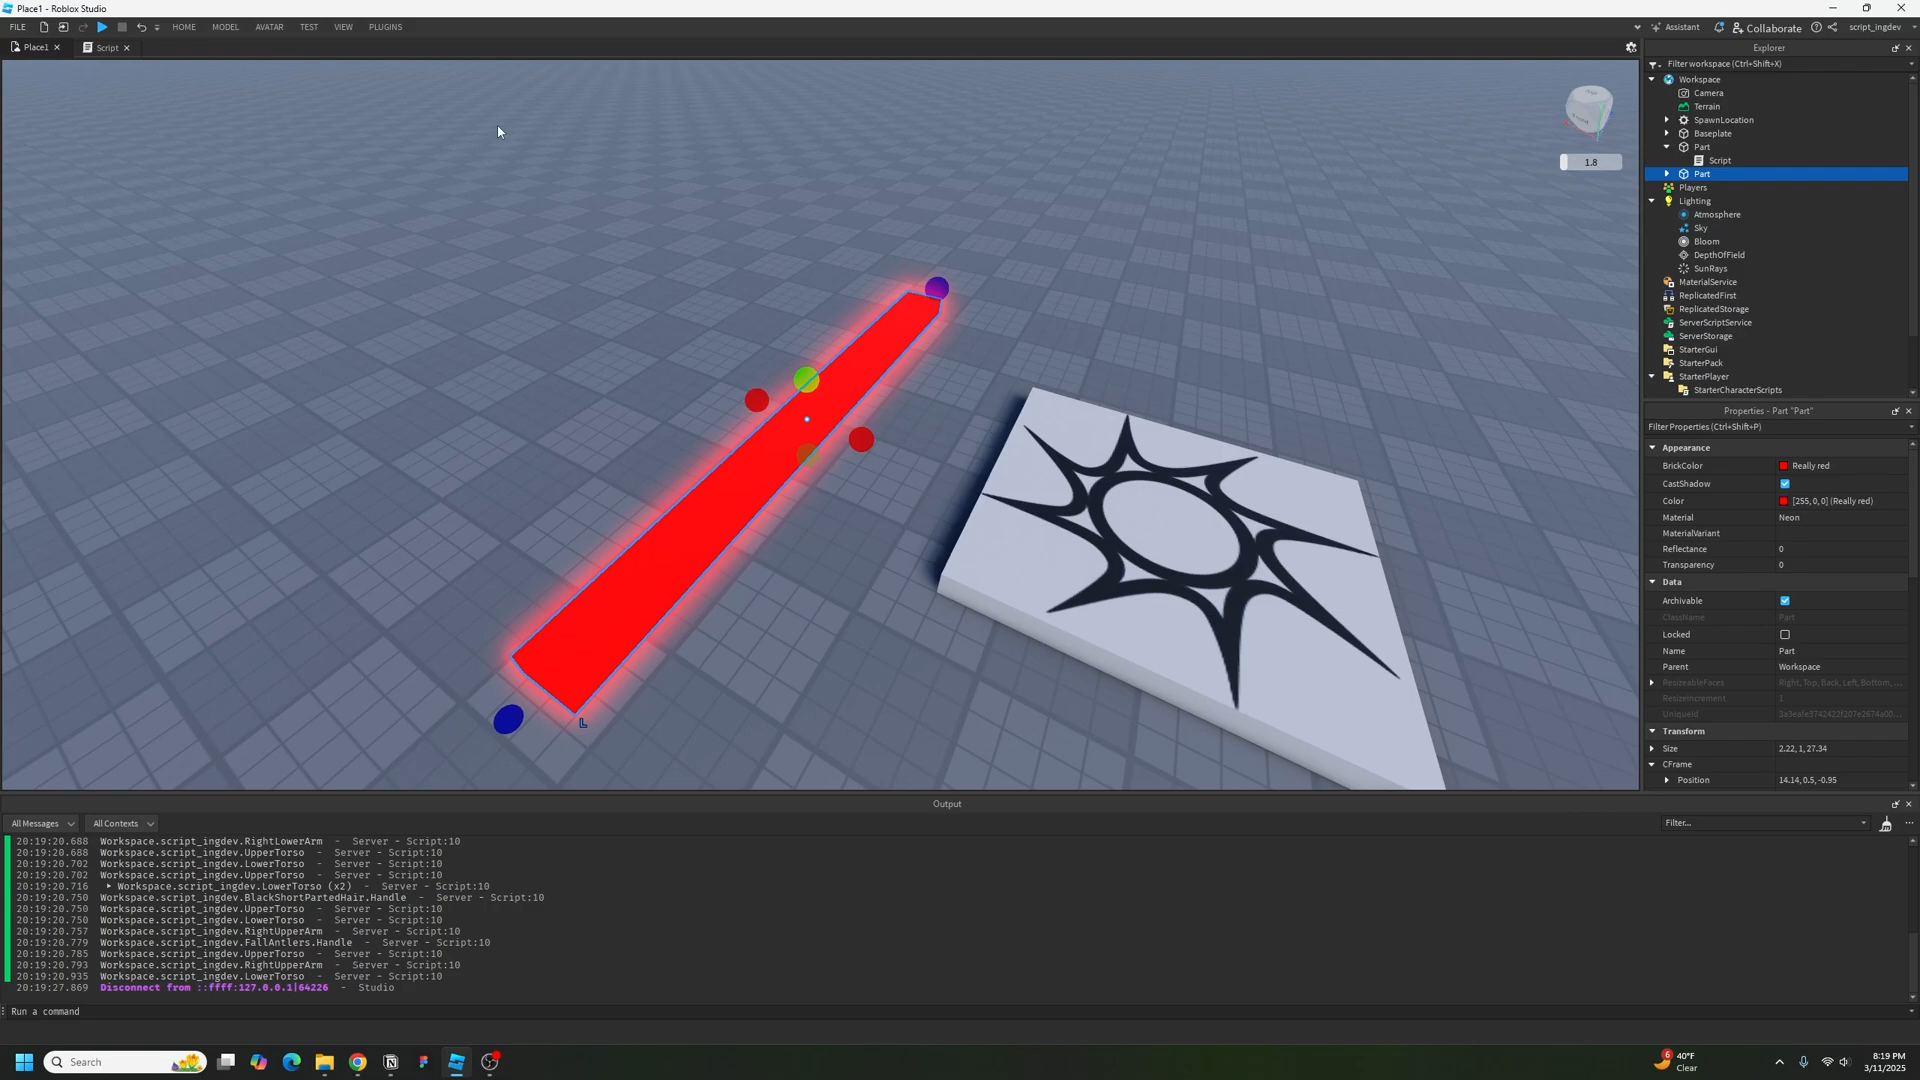 Place1 - Roblox Studio
FILE HOME MODEL AVATAR TEST VIEW PLUGINS Assistant Collaborate script_ingdev
Place1 Script
1.8
Explorer
Filter workspace (Ctrl+Shift+X)
Workspace
Camera
Terrain
SpawnLocation
Baseplate
Part
Script
Part
Players
Lighting
Atmosphere
Sky
Bloom
DepthOfField
SunRays
MaterialService
ReplicatedFirst
ReplicatedStorage
ServerScriptService
ServerStorage
StarterGui
StarterPack
StarterPlayer
StarterCharacterScripts
Properties - Part "Part"
Filter Properties (Ctrl+Shift+P)
Appearance
BrickColor Really red
CastShadow
Color [255, 0, 0] (Really red)
Material Neon
MaterialVariant
Reflectance 0
Transparency 0
Data
Archivable
ClassName Part
Locked
Name Part
Parent Workspace
ResizeableFaces Right, Top, Back, Left, Bottom, ...
ResizeIncrement 1
UniqueId
Transform
Size 2.22, 1, 27.34
CFrame
Position 14.14, 0.5, -0.95
L
Output
All Messages All Contexts Filter...
20:19:20.688 Workspace.script_ingdev.RightLowerArm - Server - Script:10
20:19:20.688 Workspace.script_ingdev.UpperTorso - Server - Script:10
20:19:20.702 Workspace.script_ingdev.LowerTorso - Server - Script:10
20:19:20.702 Workspace.script_ingdev.UpperTorso - Server - Script:10
20:19:20.716 Workspace.script_ingdev.LowerTorso (x2) - Server - Script:10
20:19:20.750 Workspace.script_ingdev.BlackShortPartedHair.Handle - Server - Script:10
20:19:20.750 Workspace.script_ingdev.UpperTorso - Server - Script:10
20:19:20.750 Workspace.script_ingdev.LowerTorso - Server - Script:10
20:19:20.757 Workspace.script_ingdev.RightUpperArm - Server - Script:10
20:19:20.779 Workspace.script_ingdev.FallAntlers.Handle - Server - Script:10
20:19:20.785 Workspace.script_ingdev.UpperTorso - Server - Script:10
20:19:20.793 Workspace.script_ingdev.RightUpperArm - Server - Script:10
20:19:20.935 Workspace.script_ingdev.LowerTorso - Server - Script:10
20:19:27.869 Disconnect from ::ffff:127.0.0.1|64226 - Studio
Run a command
Search
6 40°F
Clear
8:19 PM
3/11/2025